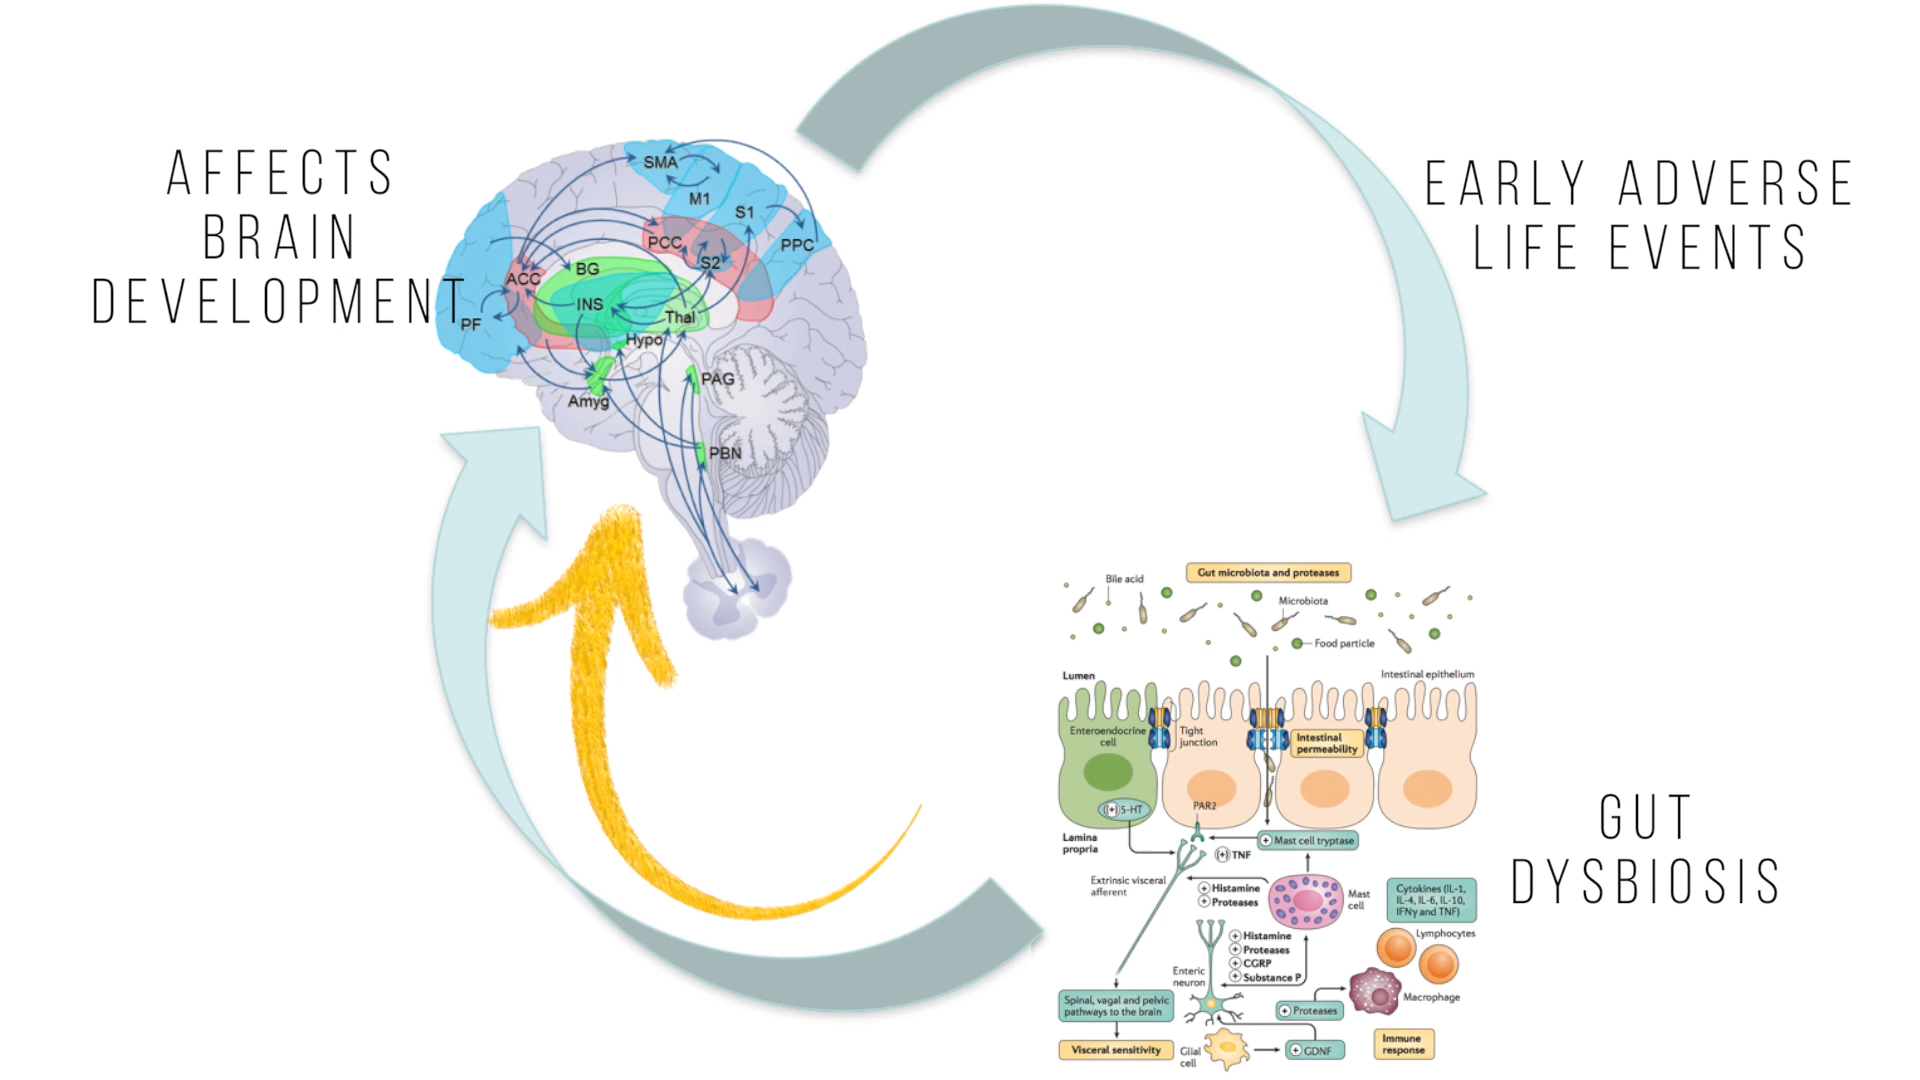 AFFECTS
BRAIN
DEVELOPMENT
EARLY ADVERSE
LIFE EVENTS
SMA
M1
S1
PCC
PPC
S2
BG
ACC
INS
Thal
PF
Hypo
PAG
Amyg
PBN
Gut microbiota and proteases
Bile acid
Microbiota
Food particle
Lumen
Intestinal epithelium
Enteroendocrine
cell
Tight
junction
Intestinal
permeability
(+) 5-HT
PAR2
Lamina
propria
+ Mast cell tryptase
(+) TNF
Extrinsic visceral
afferent
+ Histamine
+ Proteases
Mast
cell
Cytokines (IL-1,
IL-4, IL-6, IL-10,
IFNγ and TNF)
Lymphocytes
+ Histamine
+ Proteases
+ CGRP
+ Substance P
Enteric
neuron
Macrophage
Spinal, vagal and pelvic
pathways to the brain
+ Proteases
Visceral sensitivity
Glial
cell
+ GDNF
Immune
response
GUT
DYSBIOSIS